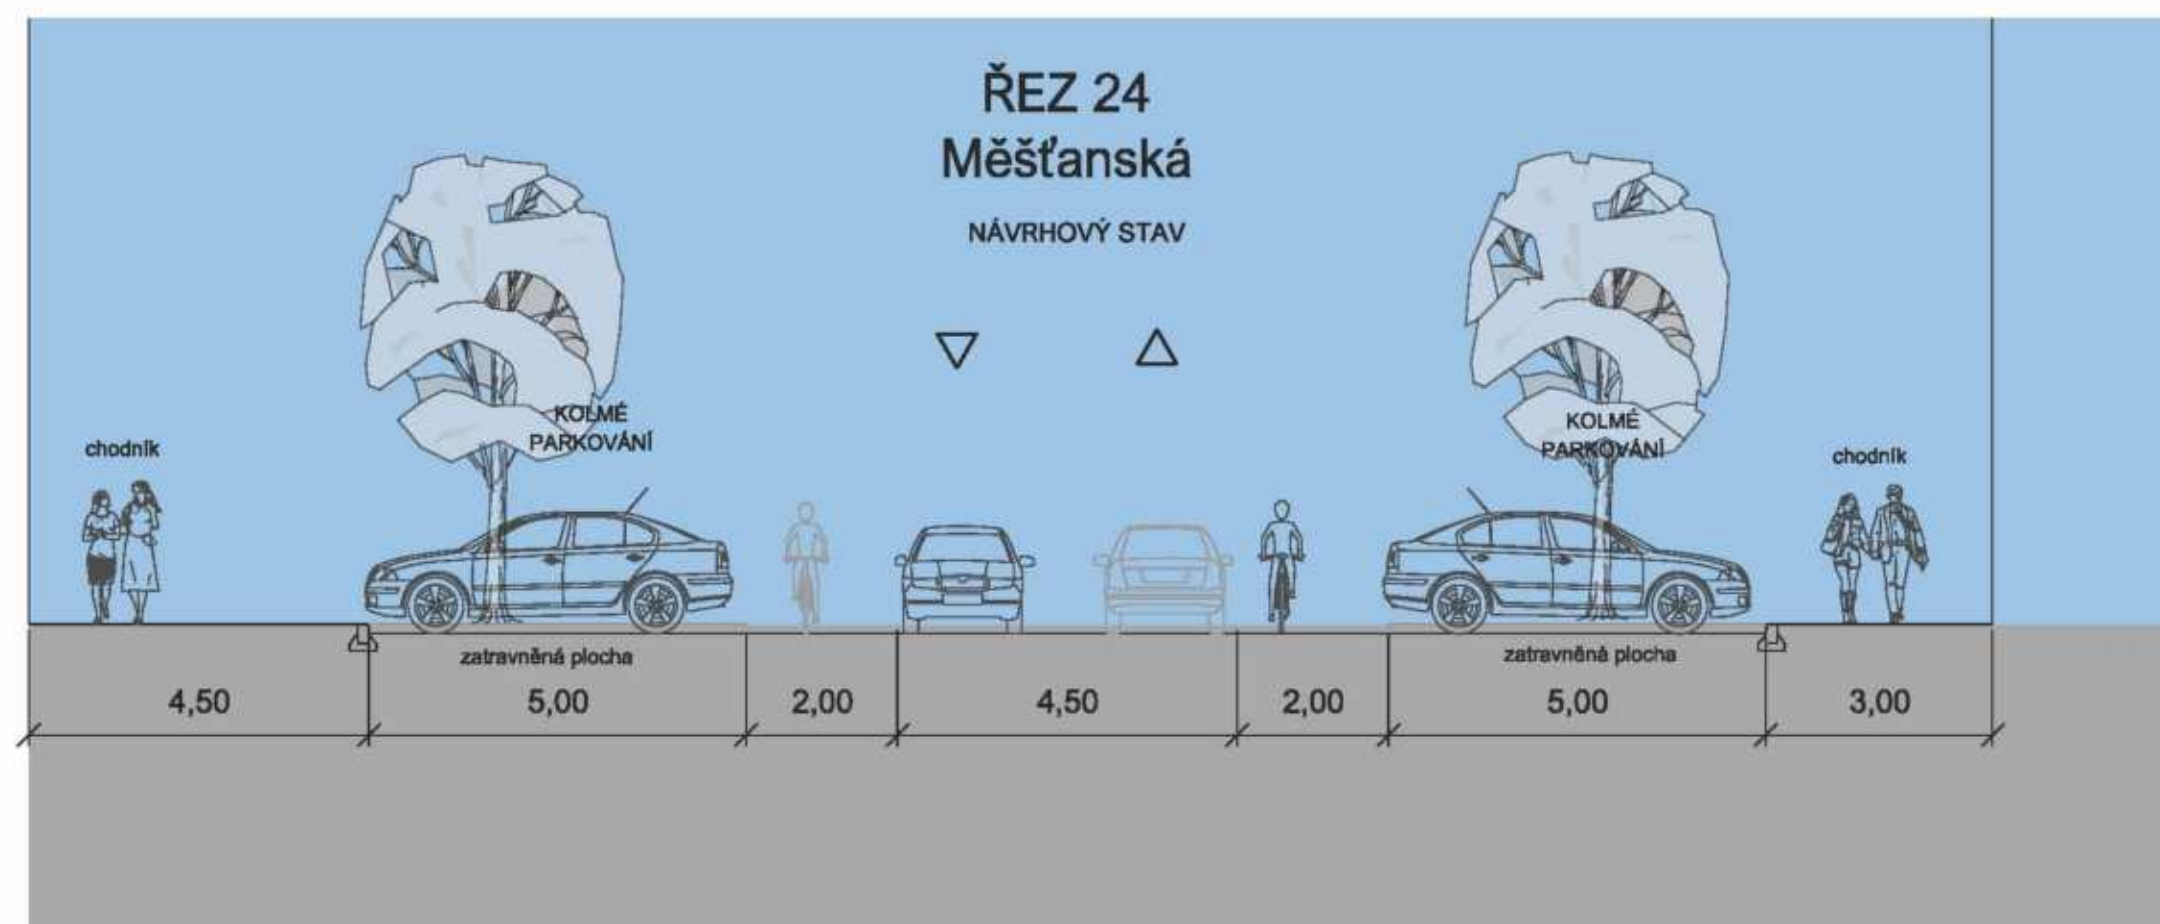 ŘEZ 24
Měšťanská
NÁVRHOVÝ STAV
KOLMÉ
PARKOVÁNÍ
KOLMÉ
PARKOVÁNÍ
chodník
chodník
zatravněná plocha
zatravněná plocha
4,50
5,00
2,00
4,50
2,00
5,00
3,00